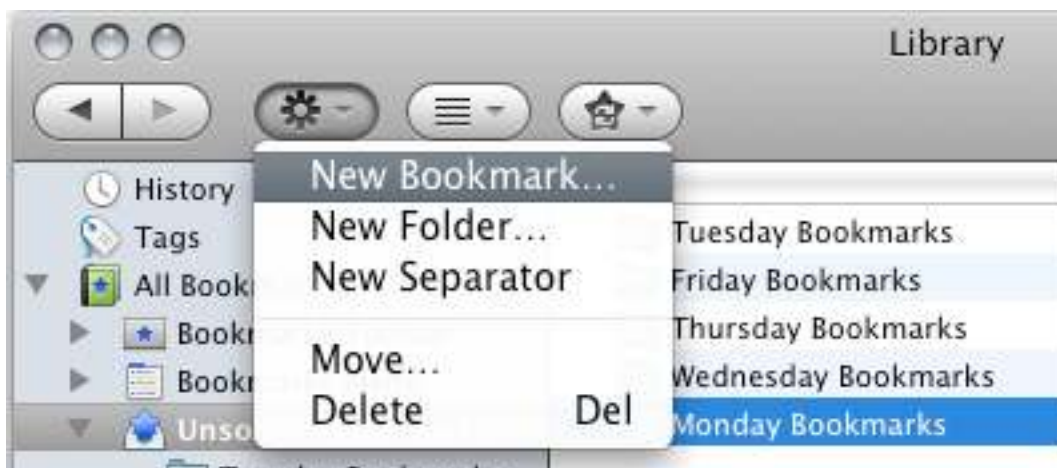 Library
New Bookmark...
New Folder...
New Separator
Move...
Delete Del
History
Tags
All
Tuesday Bookmarks
Friday Bookmarks
Thursday Bookmarks
Wednesday Bookmarks
Monday Bookmarks